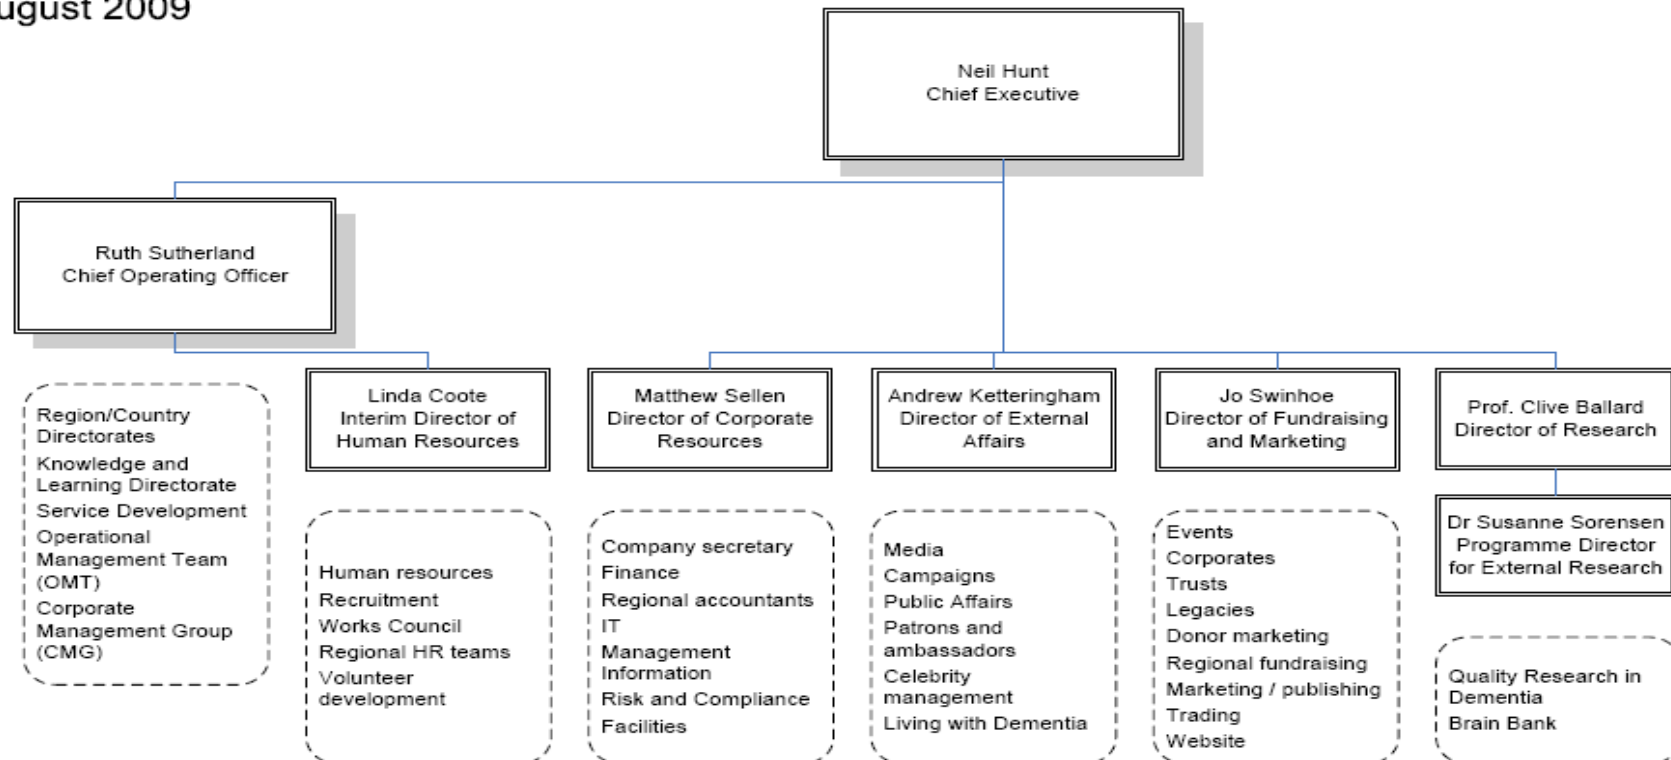 ugust 2009
Neil Hunt
Chief Executive
Ruth Sutherland
Chief Operating Officer
Region/Country
Directorates
Knowledge and
Learning Directorate
Service Development
Operational
Management Team
(OMT)
Corporate
Management Group
(CMG)
Linda Coote
Interim Director of
Human Resources
Human resources
Recruitment
Works Council
Regional HR teams
Volunteer
development
Matthew Sellen
Director of Corporate
Resources
Company secretary
Finance
Regional accountants
IT
Management
Information
Risk and Compliance
Facilities
Andrew Ketteringham
Director of External
Affairs
Media
Campaigns
Public Affairs
Patrons and
ambassadors
Celebrity
management
Living with Dementia
Jo Swinhoe
Director of Fundraising
and Marketing
Events
Corporates
Trusts
Legacies
Donor marketing
Regional fundraising
Marketing / publishing
Trading
Website
Prof. Clive Ballard
Director of Research
Dr Susanne Sorensen
Programme Director
for External Research
Quality Research in
Dementia
Brain Bank